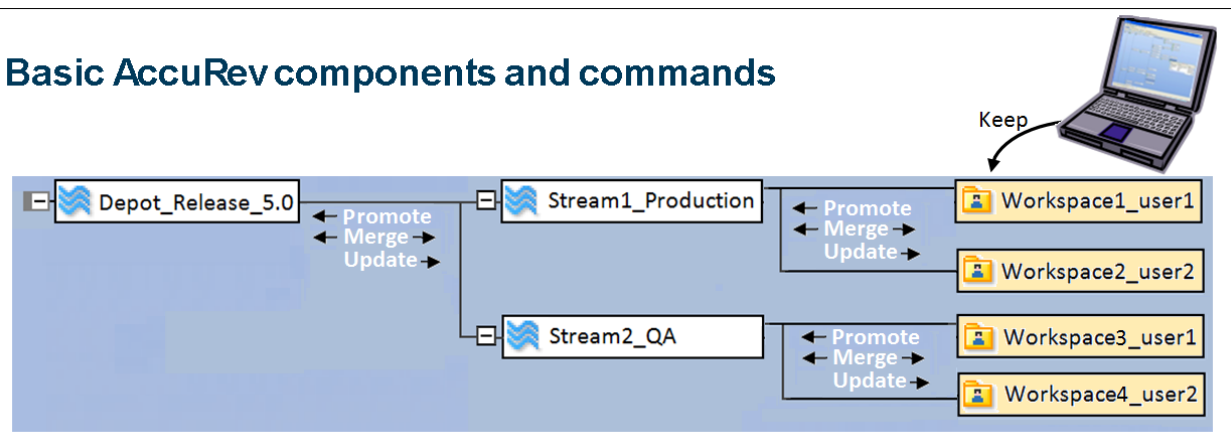 Basic AccuRev components and commands
Keep
Depot_Release_5.0
Promote
Merge
Update
Stream1_Production
Promote
Merge
Update
Workspace1_user1
Workspace2_user2
Stream2_QA
Promote
Merge
Update
Workspace3_user1
Workspace4_user2